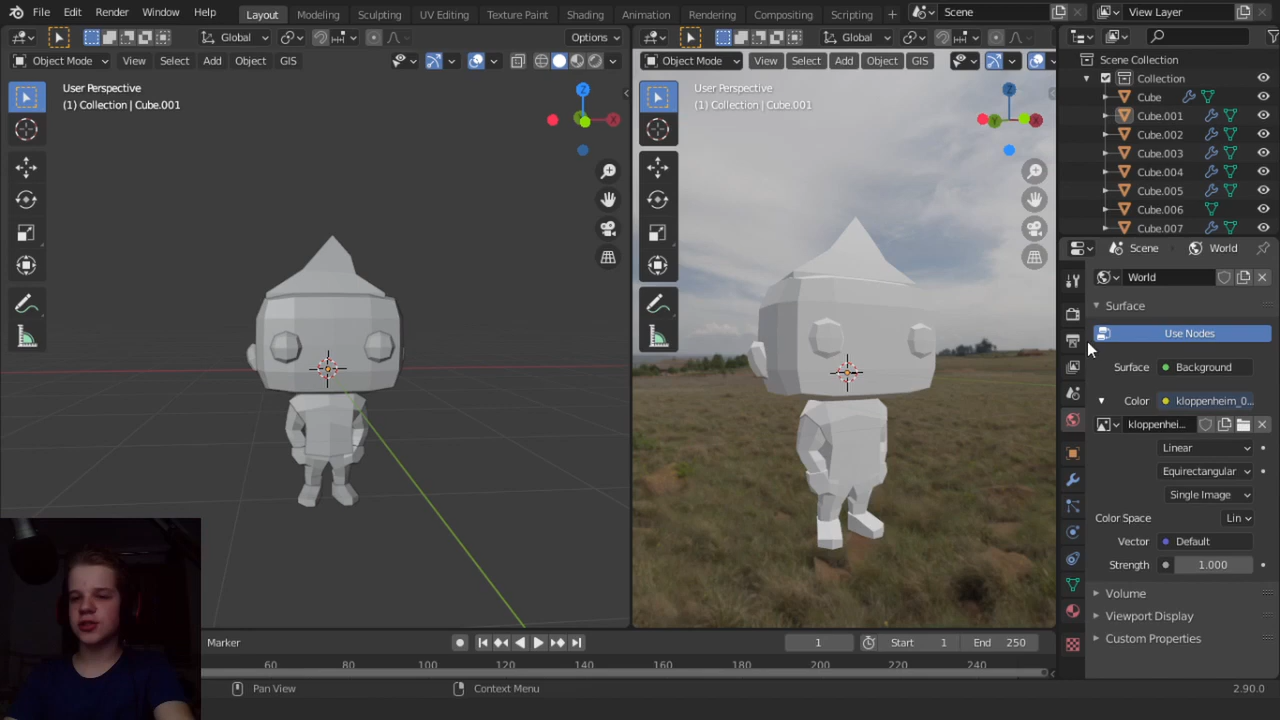 File Edit Render Window Help Layout Modeling Sculpting UV Editing Texture Paint Shading Animation Rendering Compositing Scripting + Scene View Layer
Global Options Global
Object Mode View Select Add Object GIS Object Mode View Select Add Object GIS
User Perspective
(1) Collection | Cube.001
Z
X
User Perspective
(1) Collection | Cube.001
Z
Y
X
Scene Collection
Collection
Cube
Cube.001
Cube.002
Cube.003
Cube.004
Cube.005
Cube.006
Cube.007
Scene World
World
Surface
Use Nodes
Surface Background
Color kloppenheim_0...
kloppenhei...
Linear
Equirectangular
Single Image
Color Space Lin
Vector Default
Strength 1.000
Volume
Viewport Display
Custom Properties
Marker 1 Start 1 End 250
60 80 100 120 140 160 180 200 220 240
Pan View Context Menu 2.90.0